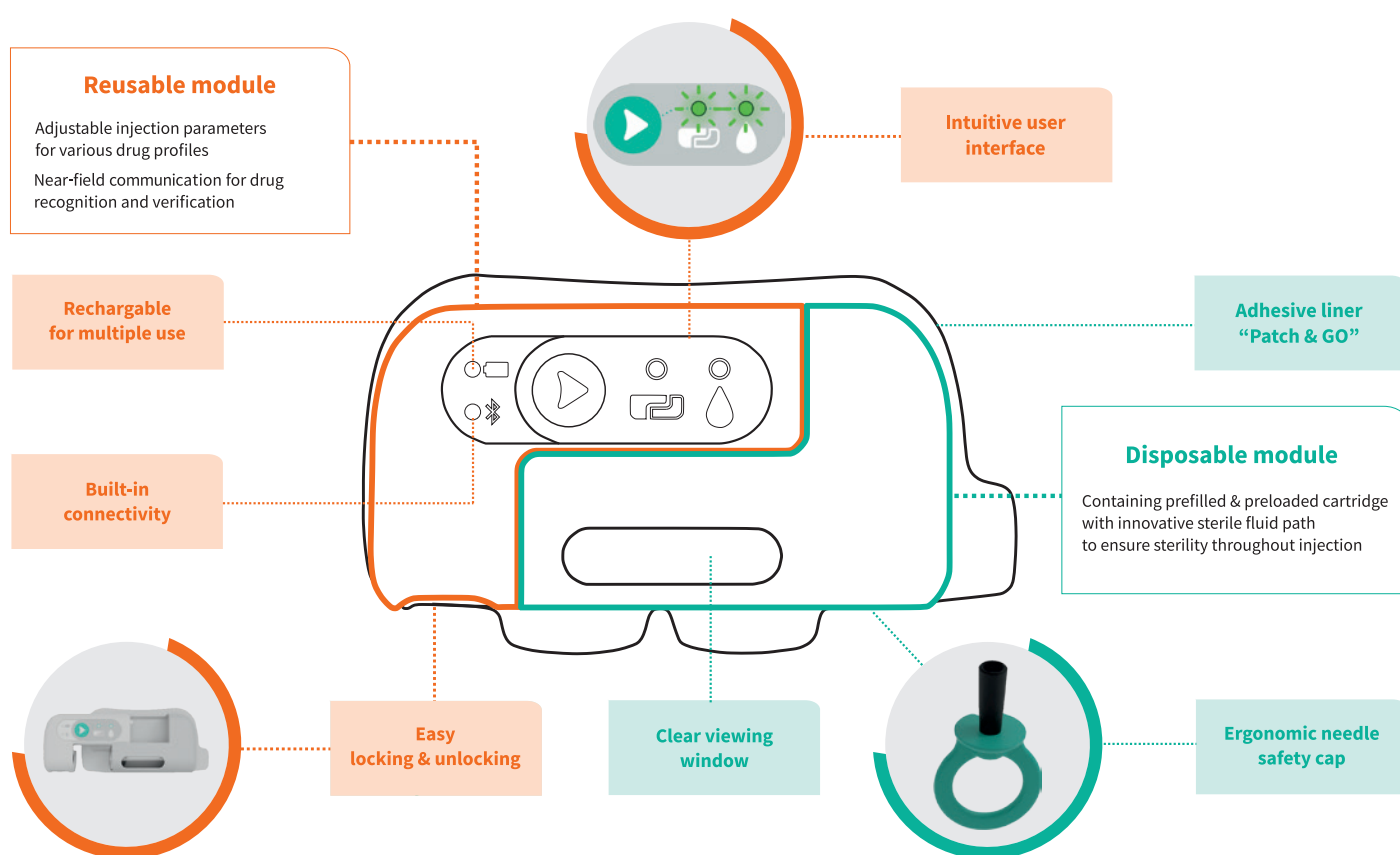 Reusable module
Adjustable injection parameters
for various drug profiles
Near-field communication for drug
recognition and verification
Intuitive user
interface
Rechargable
for multiple use
Adhesive liner
“Patch & GO”
Built-in
connectivity
Disposable module
Containing prefilled & preloaded cartridge
with innovative sterile fluid path
to ensure sterility throughout injection
Easy
locking & unlocking
Clear viewing
window
Ergonomic needle
safety cap